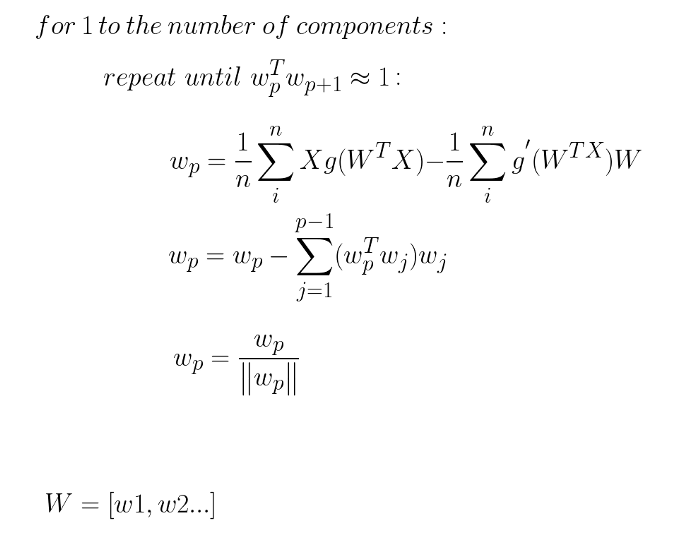 for 1 to the number of components :
repeat until w_p^T w_{p+1} ≈ 1 :
w_p = \frac{1}{n} \sum_i^n X g(W^T X) − \frac{1}{n} \sum_i^n g'(W^{TX})W
w_p = w_p − \sum_{j=1}^{p−1} (w_p^T w_j) w_j
w_p = \frac{w_p}{||w_p||}
W = [w1, w2...]